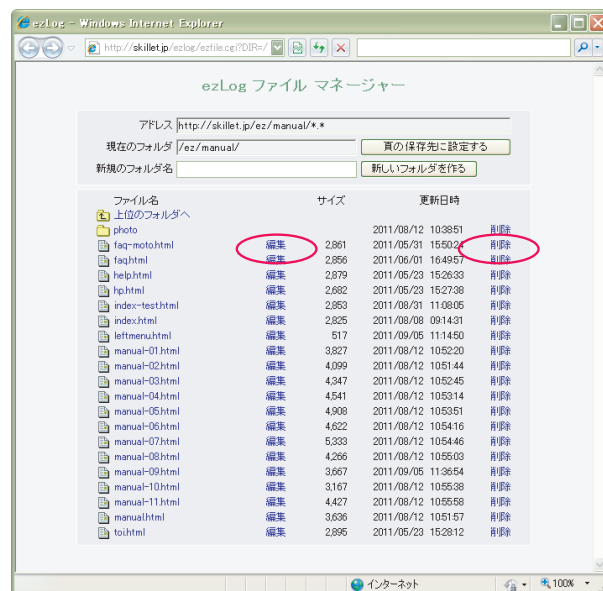 ezLog - Windows Internet Explorer
http://skillet.jp/ezlog/ezfile.cgi?DIR=/
ezLog ファイル マネージャー
アドレス http://skillet.jp/ez/manual/*.*
現在のフォルダ /ez/manual/ 頁の保存先に設定する
新規のフォルダ名 新しいフォルダを作る
ファイル名 サイズ 更新日時
上位のフォルダへ
photo 2011/08/12 10:38:51 削除
faq-moto.html 編集 2,861 2011/05/31 15:50:24 削除
faq.html 編集 2,856 2011/06/01 16:49:57 削除
help.html 編集 2,879 2011/05/23 15:26:33 削除
hp.html 編集 2,682 2011/05/23 15:27:38 削除
index-test.html 編集 2,853 2011/08/31 11:08:05 削除
index.html 編集 2,825 2011/08/08 09:14:31 削除
leftmenu.html 編集 517 2011/09/05 11:14:50 削除
manual-01.html 編集 3,827 2011/08/12 10:52:20 削除
manual-02.html 編集 4,099 2011/08/12 10:51:44 削除
manual-03.html 編集 4,347 2011/08/12 10:52:45 削除
manual-04.html 編集 4,541 2011/08/12 10:53:14 削除
manual-05.html 編集 4,908 2011/08/12 10:53:51 削除
manual-06.html 編集 4,622 2011/08/12 10:54:16 削除
manual-07.html 編集 5,333 2011/08/12 10:54:46 削除
manual-08.html 編集 4,266 2011/08/12 10:55:03 削除
manual-09.html 編集 3,667 2011/09/05 11:36:54 削除
manual-10.html 編集 3,167 2011/08/12 10:55:38 削除
manual-11.html 編集 4,427 2011/08/12 10:55:58 削除
manual.html 編集 3,636 2011/08/12 10:51:57 削除
toi.html 編集 2,895 2011/05/23 15:28:12 削除
インターネット 100%